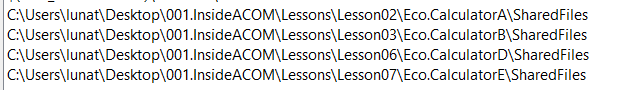 C:\Users\lunat\Desktop\001.InsideACOM\Lessons\Lesson02\Eco.CalculatorA\SharedFiles
C:\Users\lunat\Desktop\001.InsideACOM\Lessons\Lesson03\Eco.CalculatorB\SharedFiles
C:\Users\lunat\Desktop\001.InsideACOM\Lessons\Lesson06\Eco.CalculatorD\SharedFiles
C:\Users\lunat\Desktop\001.InsideACOM\Lessons\Lesson07\Eco.CalculatorE\SharedFiles